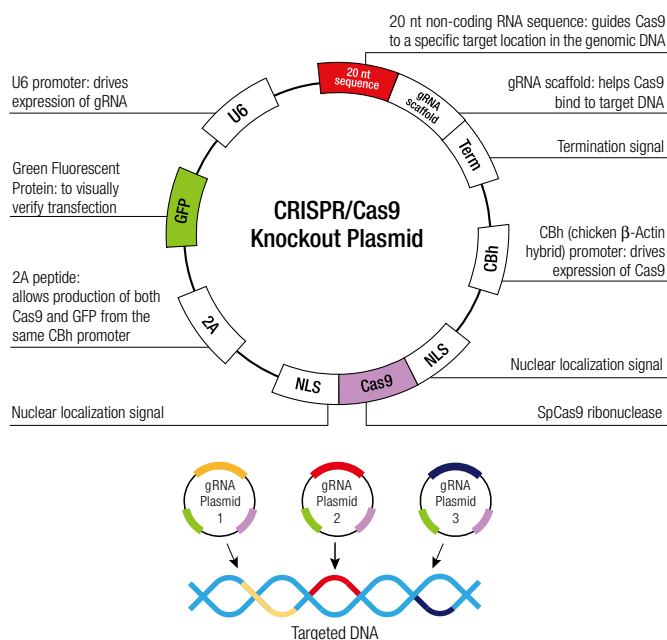 20 nt non-coding RNA sequence: guides Cas9
to a specific target location in the genomic DNA
U6 promoter: drives
expression of gRNA
gRNA scaffold: helps Cas9
bind to target DNA
Termination signal
Green Fluorescent
Protein: to visually
verify transfection
CBh (chicken β-Actin
hybrid) promoter: drives
expression of Cas9
2A peptide:
allows production of both
Cas9 and GFP from the
same CBh promoter
Nuclear localization signal
Nuclear localization signal
SpCas9 ribonuclease
20 nt
sequence
gRNA
scaffold
Term
CBh
NLS
Cas9
NLS
2A
GFP
U6
CRISPR/Cas9
Knockout Plasmid
gRNA
Plasmid
1
gRNA
Plasmid
2
gRNA
Plasmid
3
Targeted DNA